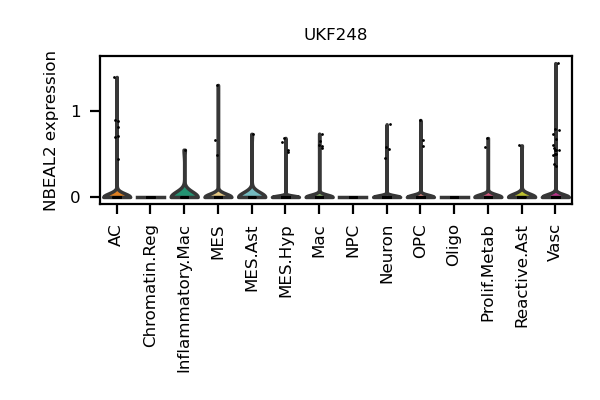 UKF248
NBEAL2 expression
1
0
AC
Chromatin.Reg
Inflammatory.Mac
MES
MES.Ast
MES.Hyp
Mac
NPC
Neuron
OPC
Oligo
Prolif.Metab
Reactive.Ast
Vasc